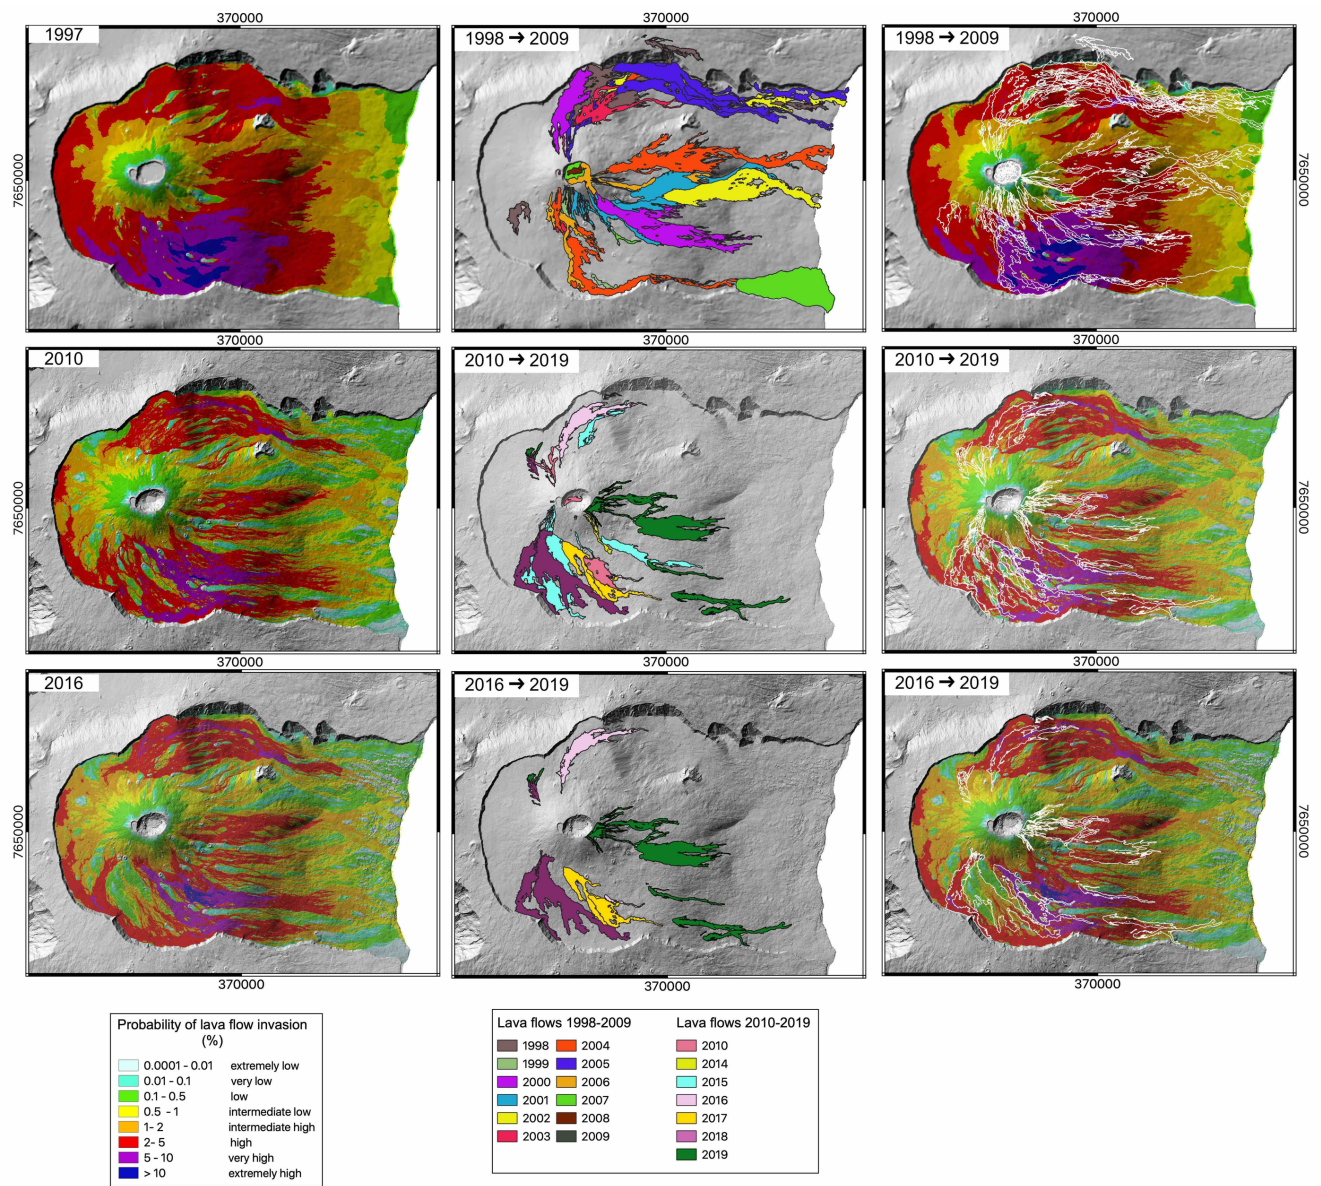 370000 370000 370000
1997 1998 → 2009 1998 → 2009
7650000 7650000
370000 370000 370000
2010 2010 → 2019 2010 → 2019
7650000 7650000
370000 370000 370000
2016 2016 → 2019 2016 → 2019
7650000 7650000
370000 370000 370000
Probability of lava flow invasion
(%)
0.0001 - 0.01 extremely low
0.01 - 0.1 very low
0.1 - 0.5 low
0.5 - 1 intermediate low
1- 2 intermediate high
2- 5 high
5 - 10 very high
> 10 extremely high
Lava flows 1998-2009
1998 2004
1999 2005
2000 2006
2001 2007
2002 2008
2003 2009
Lava flows 2010-2019
2010
2014
2015
2016
2017
2018
2019